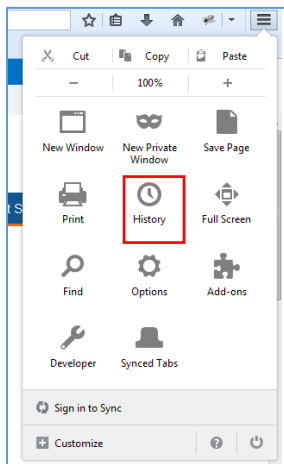 Cut Copy Paste
− 100% +
New Window New Private Window Save Page
t S
Print History Full Screen
Find Options Add-ons
Developer Synced Tabs
Sign in to Sync
Customize ?